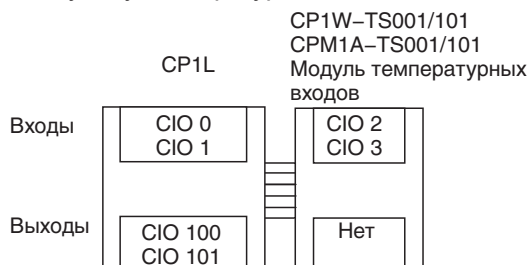 CP1W–TS001/101
CPM1A–TS001/101
CP1L
Модуль температурных
входов
Входы
CIO 0
CIO 1
CIO 2
CIO 3
Выходы
CIO 100
CIO 101
Нет